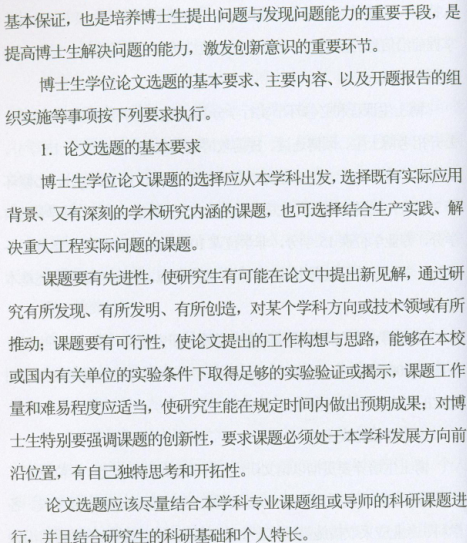 基本保证，也是培养博士生提出问题与发现问题能力的重要手段，是
提高博士生解决问题的能力，激发创新意识的重要环节。
博士生学位论文选题的基本要求、主要内容、以及开题报告的组
织实施等事项按下列要求执行。
1 论文选题的基本要求
博士生学位论文课题的选择应从本学科出发，选择既有实际应用
背景、又有深刻的学术研究内涵的课题，也可选择结合生产实践、解
决重大工程实际问题的课题。
课题要有先进性，使研究生有可能在论文中提出新见解，通过研
究有所发现、有所发明、有所创造，对某个学科方向或技术领域有所
推动；课题要有可行性，使论文提出的工作构想与思路，能够在本校
或国内有关单位的实验条件下取得足够的实验验证或揭示，课题工作
量和难易程度应适当，使研究生能在规定时间内做出预期成果；对博
士生特别要强调课题的创新性，要求课题必须处于本学科发展方向前
沿位置，有自己独特思考和开拓性。
论文选题应该尽量结合本学科专业课题组或导师的科研课题进
行，并且结合研究生的科研基础和个人特长。